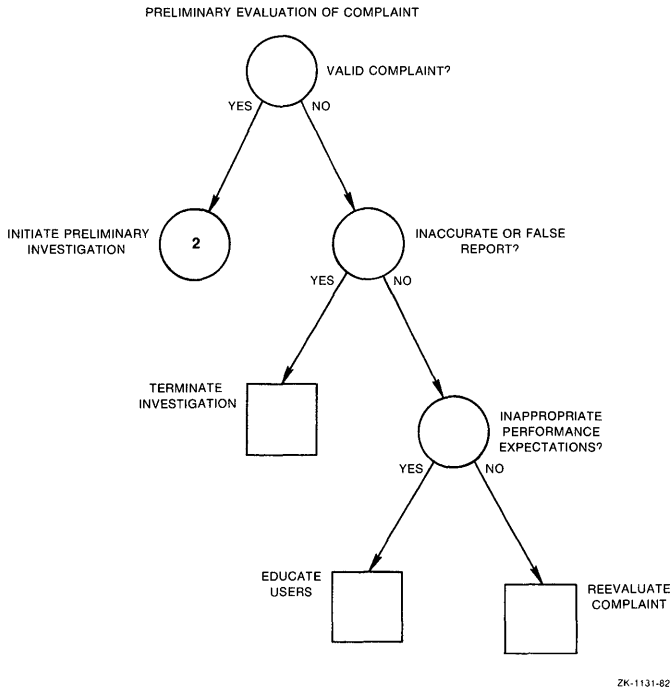 PRELIMINARY EVALUATION OF COMPLAINT
VALID COMPLAINT?
YES
NO
INITIATE PRELIMINARY
INVESTIGATION
2
INACCURATE OR FALSE
REPORT?
YES
NO
TERMINATE
INVESTIGATION
INAPPROPRIATE
PERFORMANCE
EXPECTATIONS?
YES
NO
EDUCATE
USERS
REEVALUATE
COMPLAINT
ZK-1131-82